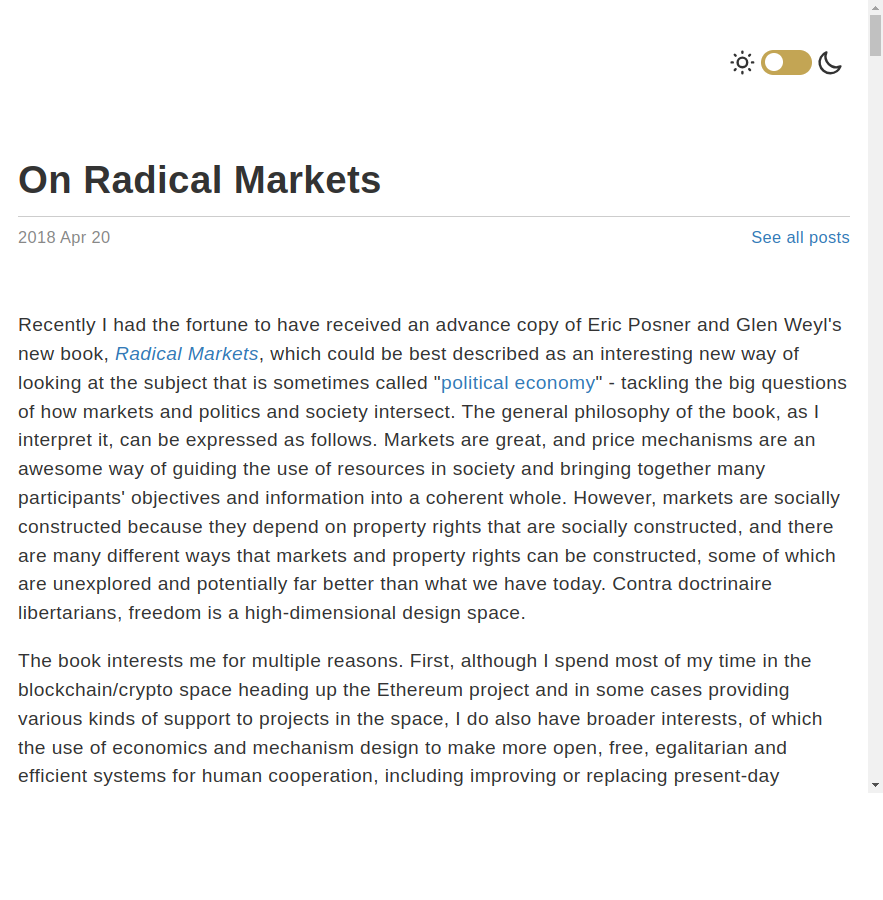 On Radical Markets
2018 Apr 20
See all posts
Recently I had the fortune to have received an advance copy of Eric Posner and Glen Weyl's
new book, Radical Markets, which could be best described as an interesting new way of
looking at the subject that is sometimes called "political economy" - tackling the big questions
of how markets and politics and society intersect. The general philosophy of the book, as I
interpret it, can be expressed as follows. Markets are great, and price mechanisms are an
awesome way of guiding the use of resources in society and bringing together many
participants' objectives and information into a coherent whole. However, markets are socially
constructed because they depend on property rights that are socially constructed, and there
are many different ways that markets and property rights can be constructed, some of which
are unexplored and potentially far better than what we have today. Contra doctrinaire
libertarians, freedom is a high-dimensional design space.
The book interests me for multiple reasons. First, although I spend most of my time in the
blockchain/crypto space heading up the Ethereum project and in some cases providing
various kinds of support to projects in the space, I do also have broader interests, of which
the use of economics and mechanism design to make more open, free, egalitarian and
efficient systems for human cooperation, including improving or replacing present-day